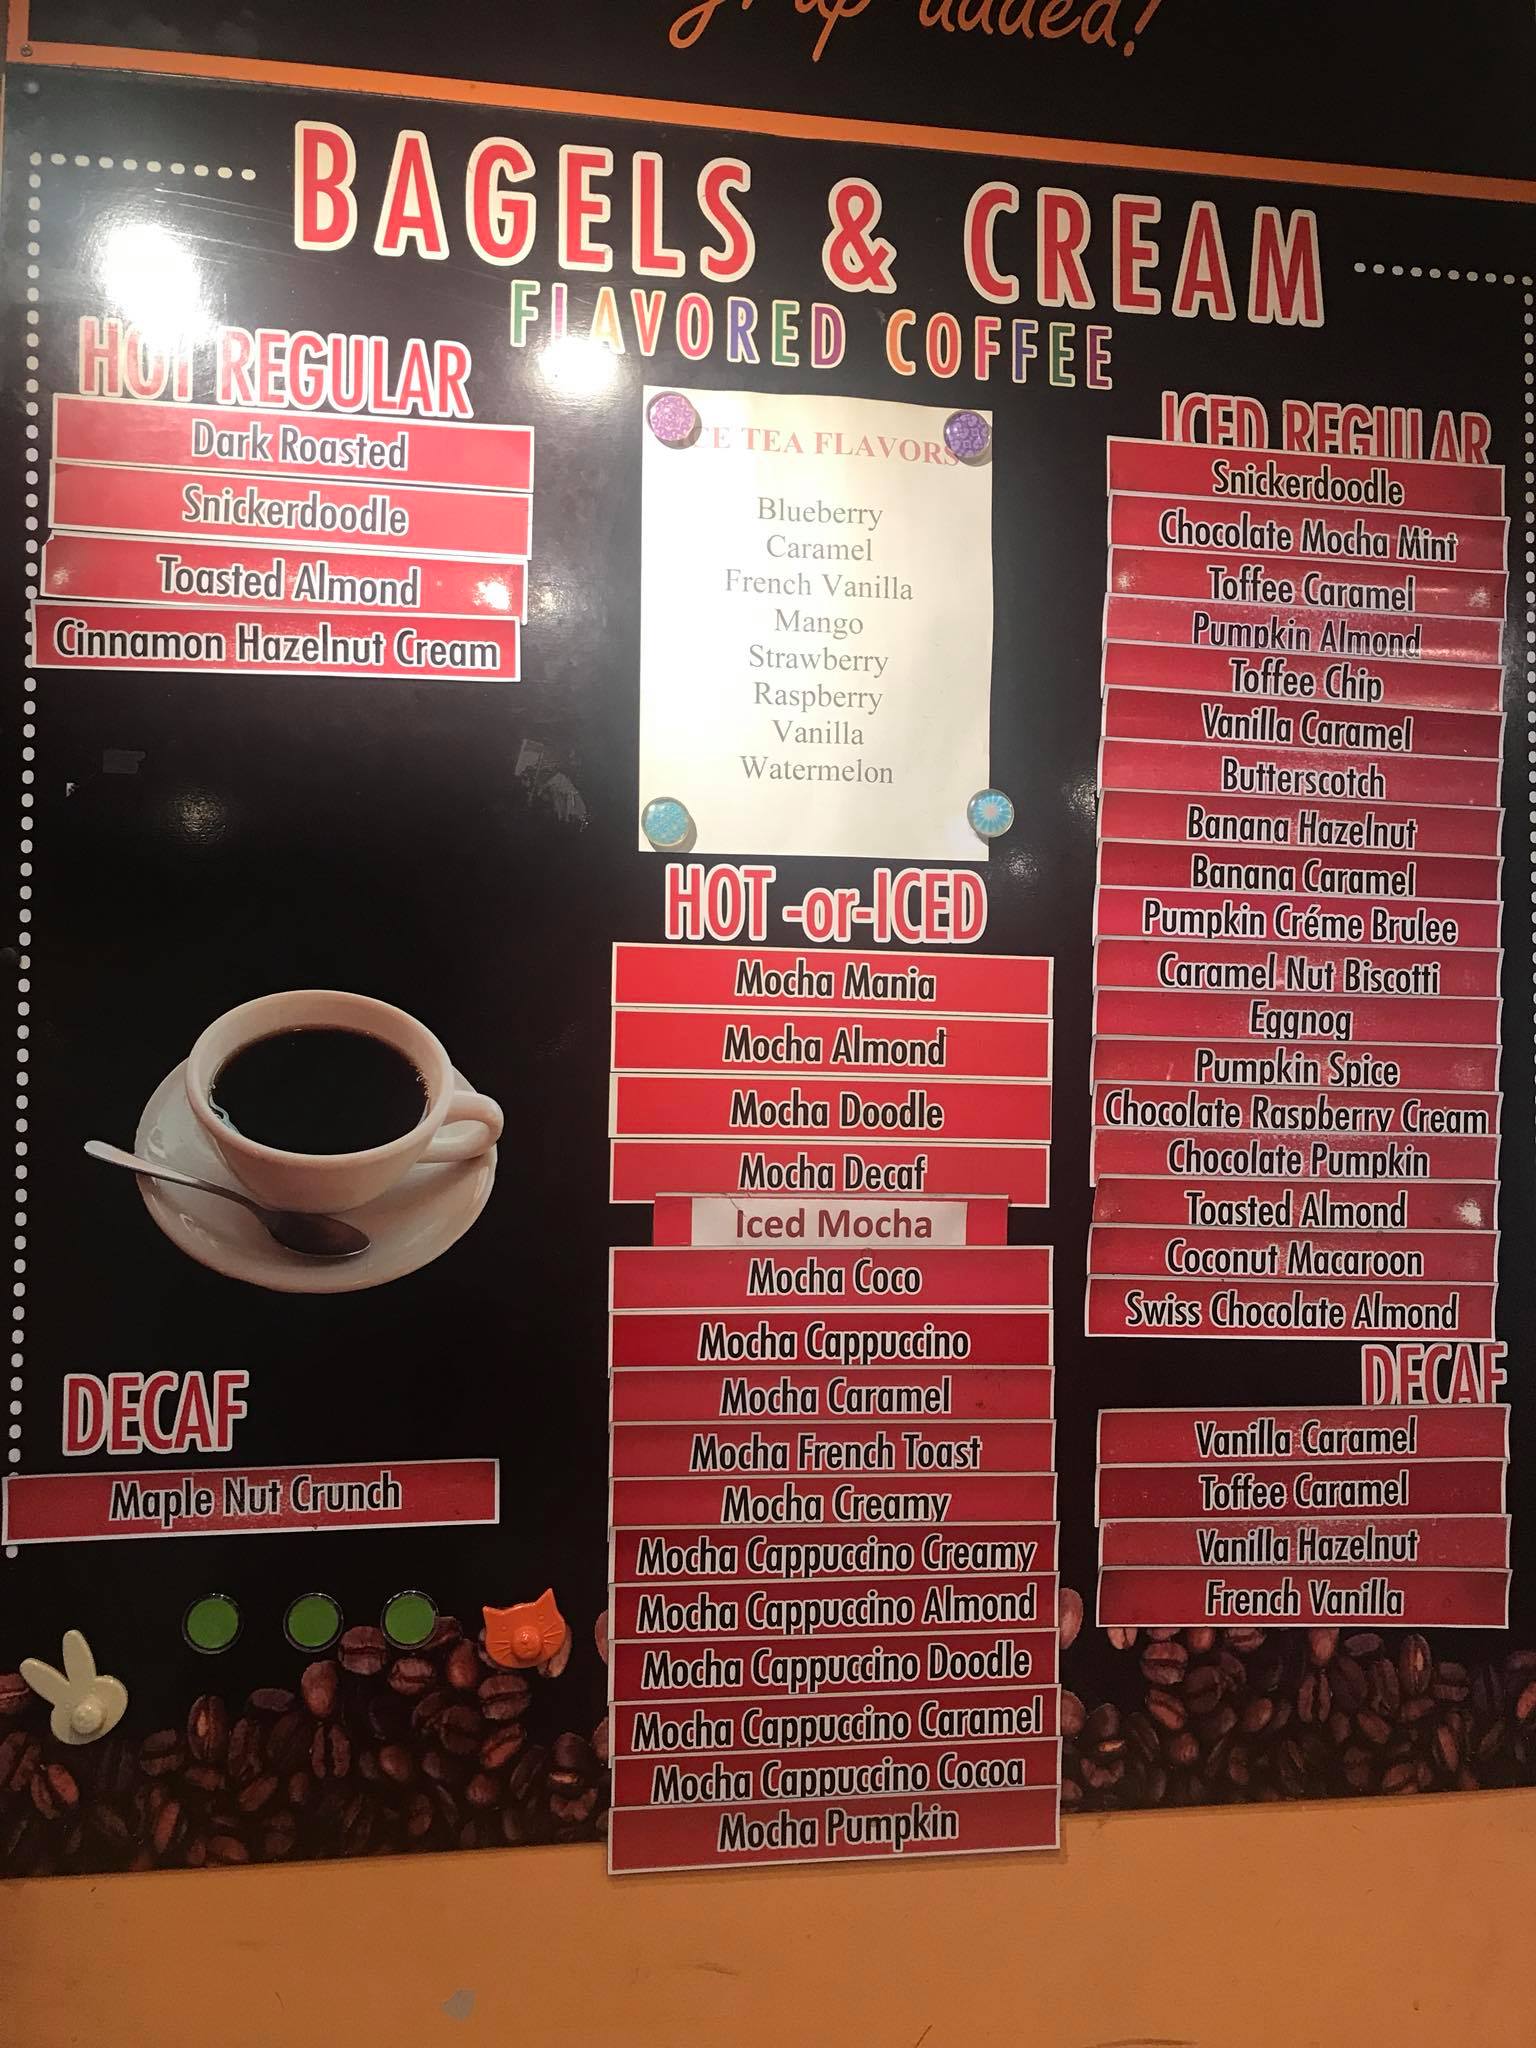 added!
BAGELS & CREAM
FLAVORED COFFEE
HOT REGULAR
Dark Roasted
Snickerdoodle
Toasted Almond
Cinnamon Hazelnut Cream
DECAF
Maple Nut Crunch
ICE TEA FLAVORS
Blueberry
Caramel
French Vanilla
Mango
Strawberry
Raspberry
Vanilla
Watermelon
HOT -or- ICED
Mocha Mania
Mocha Almond
Mocha Doodle
Mocha Decaf
Iced Mocha
Mocha Coco
Mocha Cappuccino
Mocha Caramel
Mocha French Toast
Mocha Creamy
Mocha Cappuccino Creamy
Mocha Cappuccino Almond
Mocha Cappuccino Doodle
Mocha Cappuccino Caramel
Mocha Cappuccino Cocoa
Mocha Pumpkin
ICED REGULAR
Snickerdoodle
Chocolate Mocha Mint
Toffee Caramel
Pumpkin Almond
Toffee Chip
Vanilla Caramel
Butterscotch
Banana Hazelnut
Banana Caramel
Pumpkin Créme Brulee
Caramel Nut Biscotti
Eggnog
Pumpkin Spice
Chocolate Raspberry Cream
Chocolate Pumpkin
Toasted Almond
Coconut Macaroon
Swiss Chocolate Almond
DECAF
Vanilla Caramel
Toffee Caramel
Vanilla Hazelnut
French Vanilla